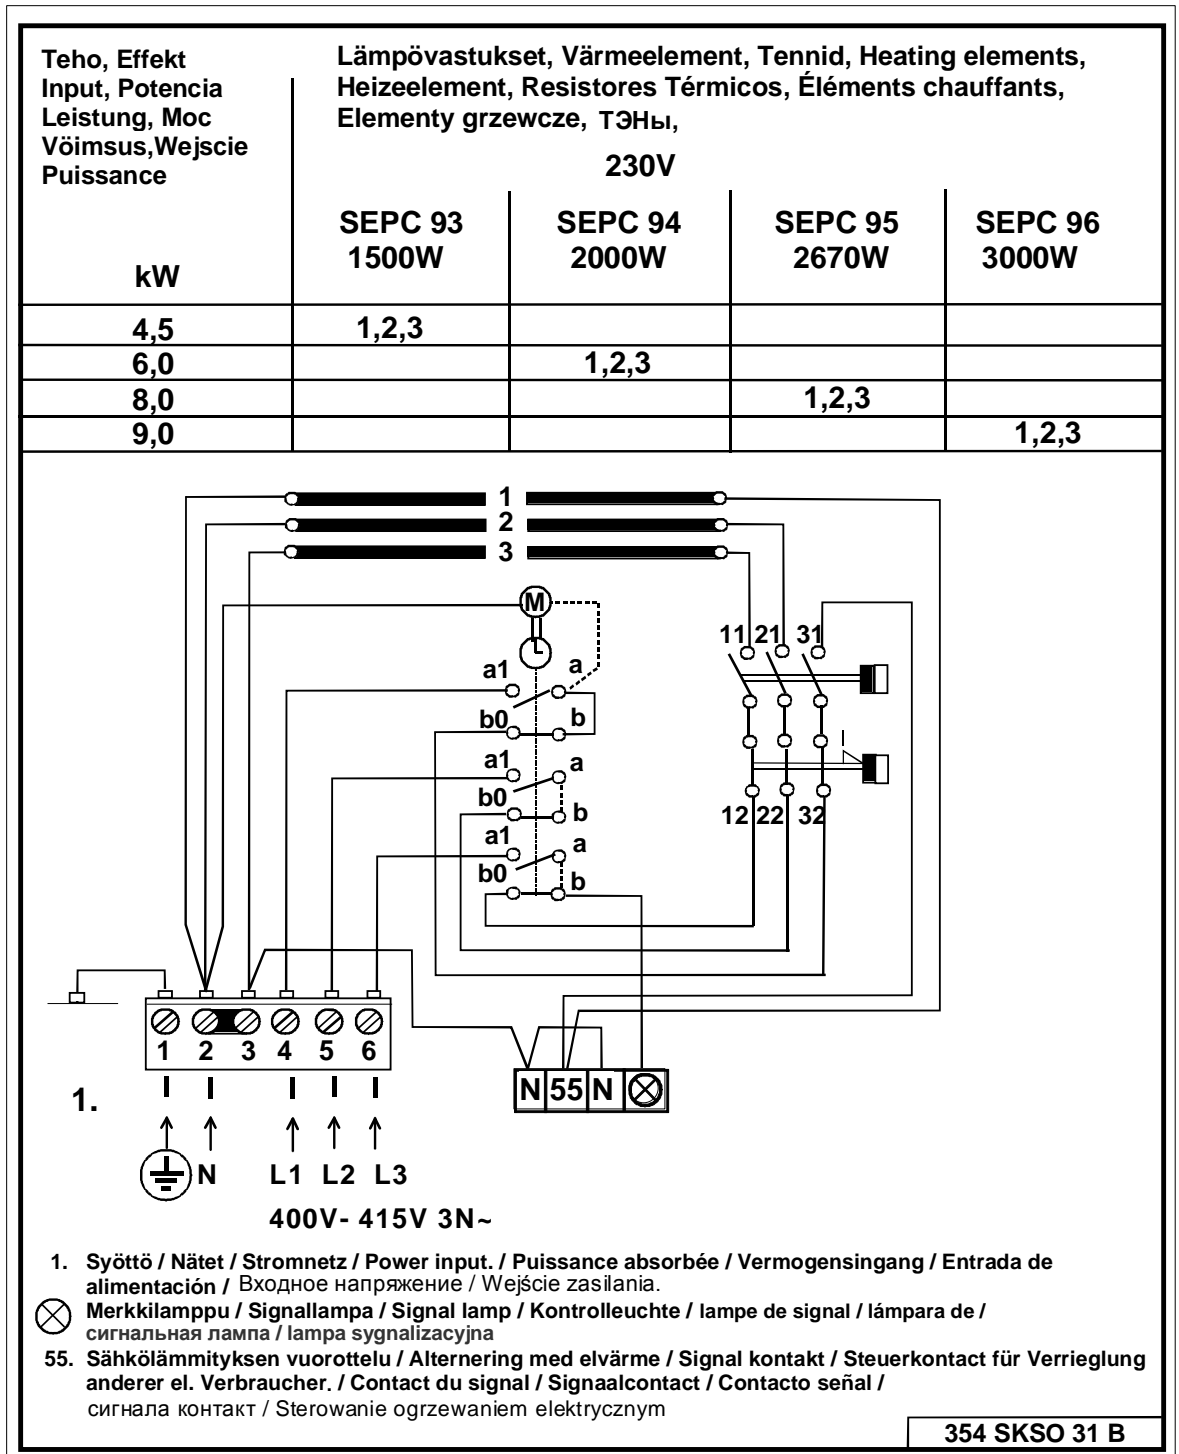 Teho, Effekt
Input, Potencia
Leistung, Moc
Vöimsus,Wejscie
Puissance
kW
Lämpövastukset, Värmeelement, Tennid, Heating elements,
Heizeelement, Resistores Térmicos, Éléments chauffants,
Elementy grzewcze, ТЭНы,
230V
SEPC 93 SEPC 94 SEPC 95 SEPC 96
1500W 2000W 2670W 3000W
4,5 1,2,3
6,0 1,2,3
8,0 1,2,3
9,0 1,2,3
1
2
3
M
11 21 31
a1 a
b0 b
a1 a
b0 b
12 22 32
a1 a
b0 b
1 2 3 4 5 6
N 55 N
1.
N L1 L2 L3
400V- 415V 3N~
1. Syöttö / Nätet / Stromnetz / Power input. / Puissance absorbée / Vermogensingang / Entrada de
alimentación / Входное напряжение / Wejście zasilania.
Merkkilamppu / Signallampa / Signal lamp / Kontrolleuchte / lampe de signal / lámpara de /
сигнальная лампа / lampa sygnalizacyjna
55. Sähkölämmityksen vuorottelu / Alternering med elvärme / Signal kontakt / Steuerkontact für Verrieglung
anderer el. Verbraucher. / Contact du signal / Signaalcontact / Contacto señal /
сигнала контакт / Sterowanie ogrzewaniem elektrycznym
354 SKSO 31 B